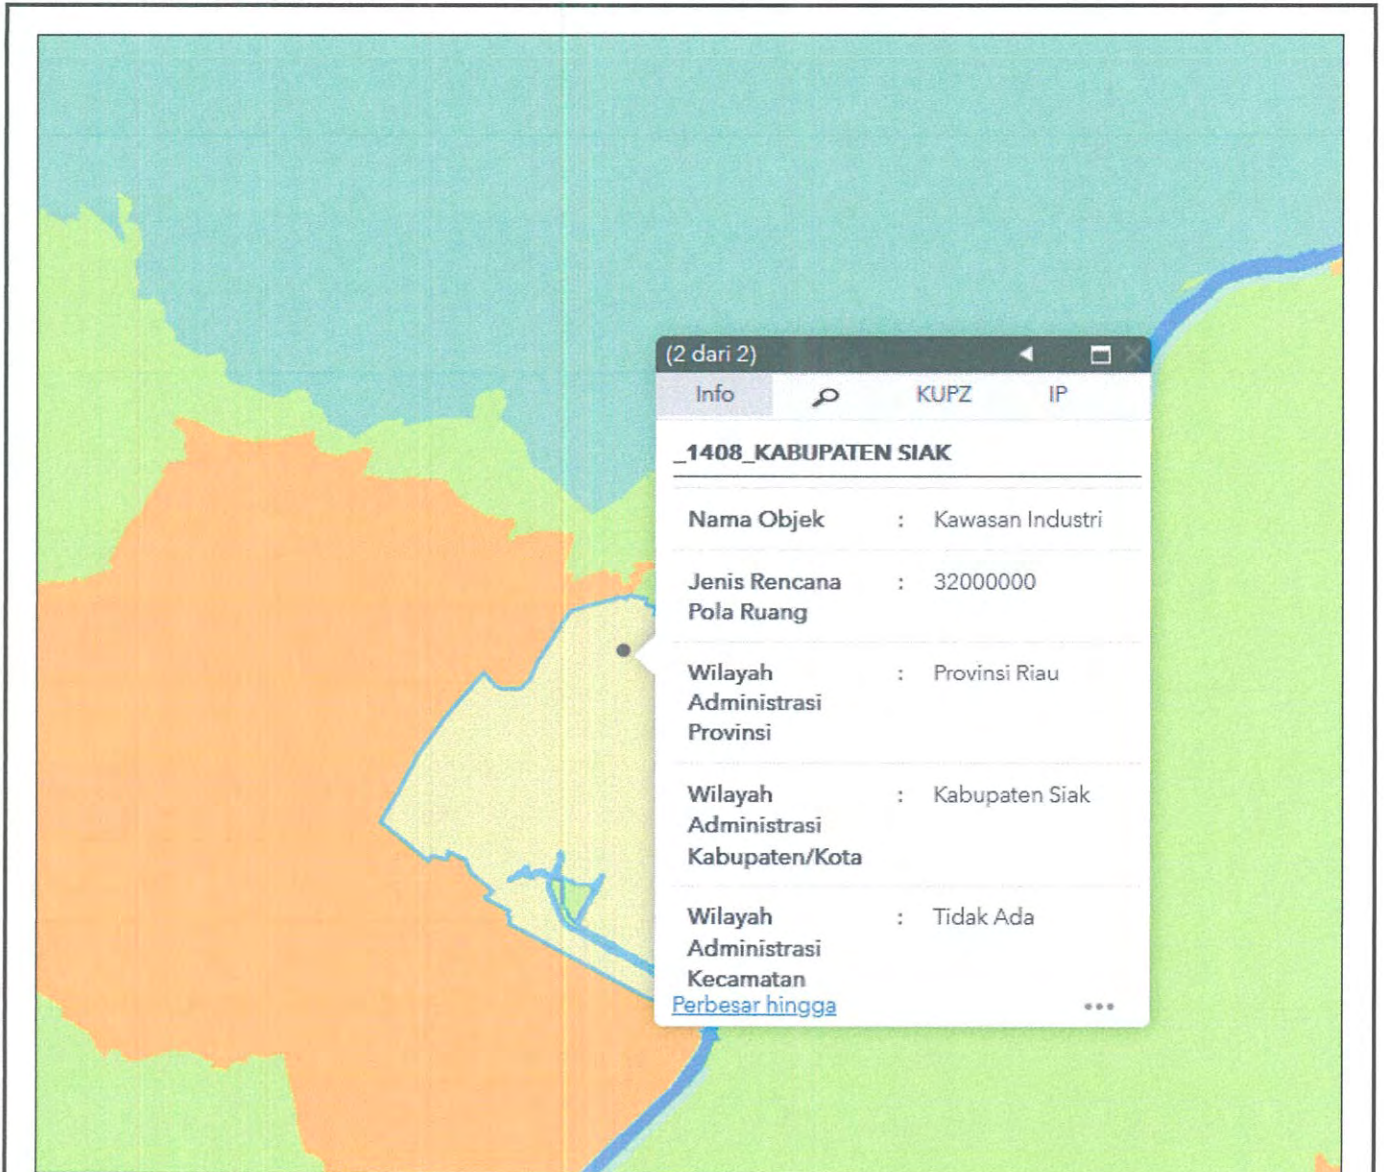 (2 dari 2)
Info KUPZ IP
_1408_KABUPATEN SIAK
Nama Objek : Kawasan Industri
Jenis Rencana : 32000000
Pola Ruang
Wilayah : Provinsi Riau
Administrasi
Provinsi
Wilayah : Kabupaten Siak
Administrasi
Kabupaten/Kota
Wilayah : Tidak Ada
Administrasi
Kecamatan
Perbesar hingga